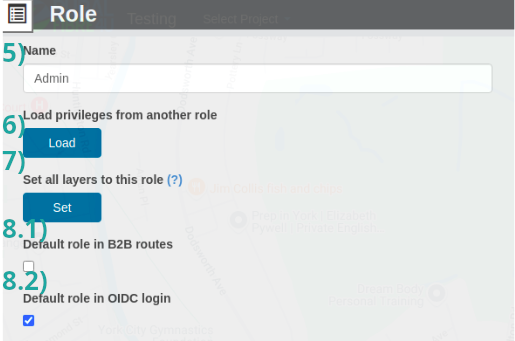 Role
Testing Select Project
5) Name
Admin
6) Load privileges from another role
Load
7) Set all layers to this role (?)
Set
8.1) Default role in B2B routes
8.2) Default role in OIDC login